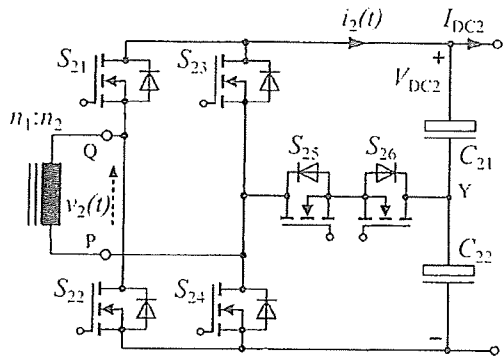 i₂(t)
I_DC2
S₂₁
S₂₃
+
V_DC2
n₁:n₂
Q
S₂₅
S₂₆
C₂₁
v₂(t)
Y
P
C₂₂
S₂₂
S₂₄
−